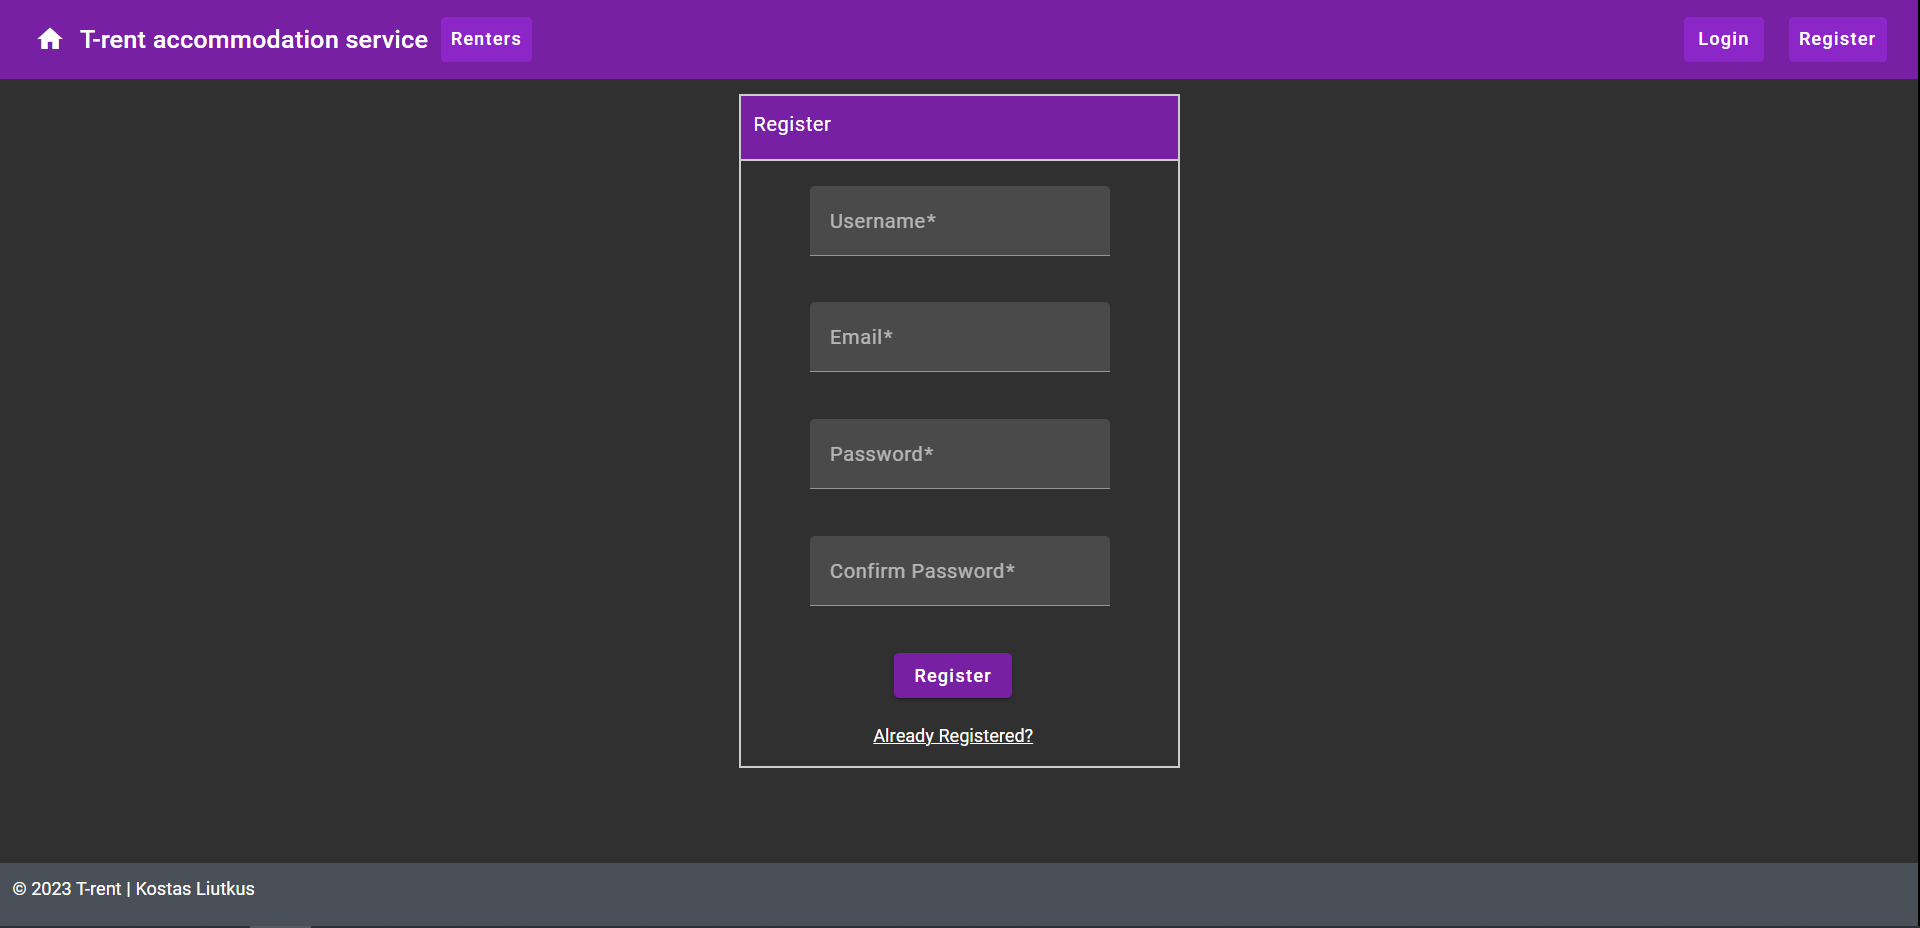 T-rent accommodation service Renters Login Register
Register
Username*
Email*
Password*
Confirm Password*
Register
Already Registered?
© 2023 T-rent | Kostas Liutkus